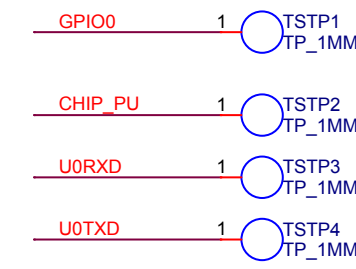 GPIO0 1 TSTP1
TP_1MM
CHIP_PU 1 TSTP2
TP_1MM
U0RXD 1 TSTP3
TP_1MM
U0TXD 1 TSTP4
TP_1MM